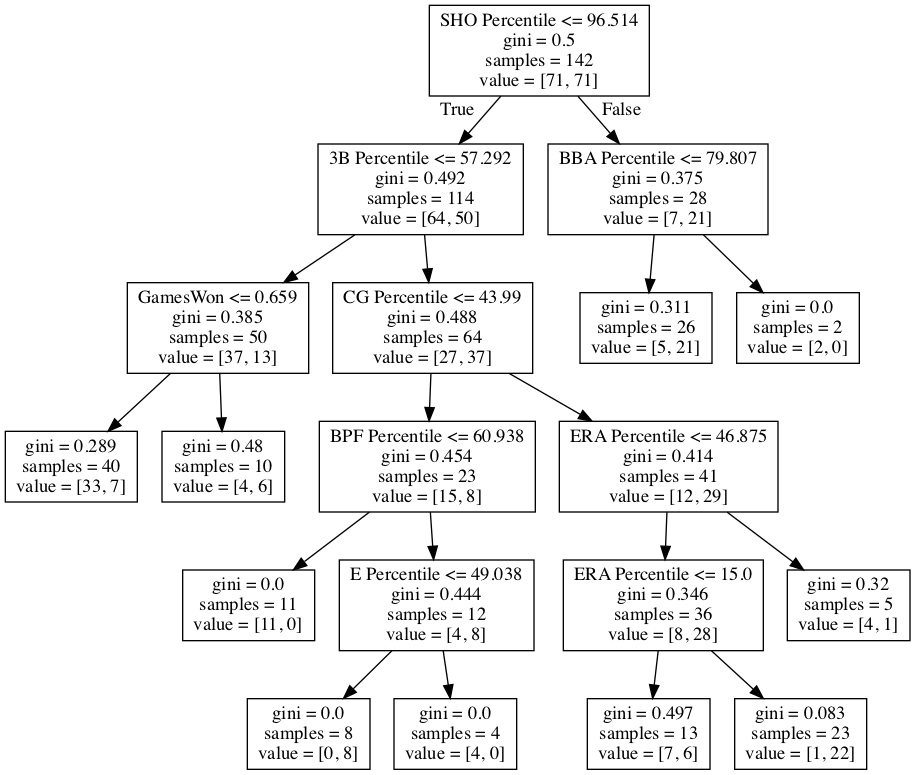 SHO Percentile <= 96.514
gini = 0.5
samples = 142
value = [71, 71]
True
False
3B Percentile <= 57.292
gini = 0.492
samples = 114
value = [64, 50]
BBA Percentile <= 79.807
gini = 0.375
samples = 28
value = [7, 21]
GamesWon <= 0.659
gini = 0.385
samples = 50
value = [37, 13]
CG Percentile <= 43.99
gini = 0.488
samples = 64
value = [27, 37]
gini = 0.311
samples = 26
value = [5, 21]
gini = 0.0
samples = 2
value = [2, 0]
gini = 0.289
samples = 40
value = [33, 7]
gini = 0.48
samples = 10
value = [4, 6]
BPF Percentile <= 60.938
gini = 0.454
samples = 23
value = [15, 8]
ERA Percentile <= 46.875
gini = 0.414
samples = 41
value = [12, 29]
gini = 0.0
samples = 11
value = [11, 0]
E Percentile <= 49.038
gini = 0.444
samples = 12
value = [4, 8]
ERA Percentile <= 15.0
gini = 0.346
samples = 36
value = [8, 28]
gini = 0.32
samples = 5
value = [4, 1]
gini = 0.0
samples = 8
value = [0, 8]
gini = 0.0
samples = 4
value = [4, 0]
gini = 0.497
samples = 13
value = [7, 6]
gini = 0.083
samples = 23
value = [1, 22]